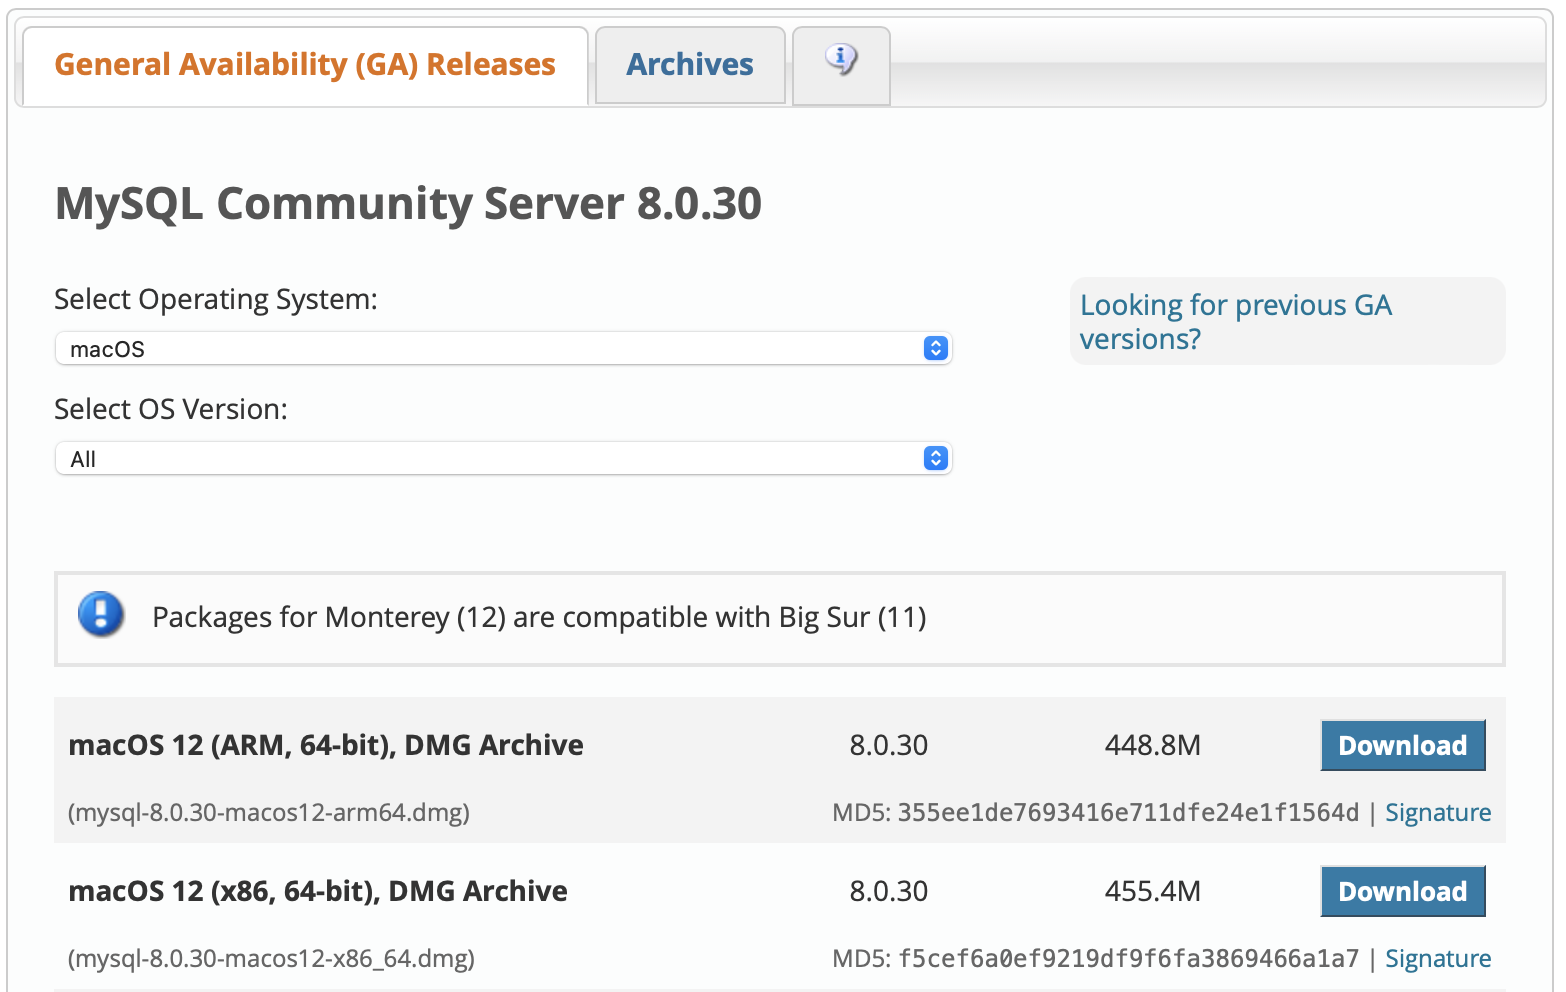 General Availability (GA) Releases
Archives
MySQL Community Server 8.0.30
Select Operating System:
macOS
Looking for previous GA
versions?
Select OS Version:
All
Packages for Monterey (12) are compatible with Big Sur (11)
macOS 12 (ARM, 64-bit), DMG Archive 8.0.30 448.8M Download
(mysql-8.0.30-macos12-arm64.dmg) MD5: 355ee1de7693416e711dfe24e1f1564d | Signature
macOS 12 (x86, 64-bit), DMG Archive 8.0.30 455.4M Download
(mysql-8.0.30-macos12-x86_64.dmg) MD5: f5cef6a0ef9219df9f6fa3869466a1a7 | Signature